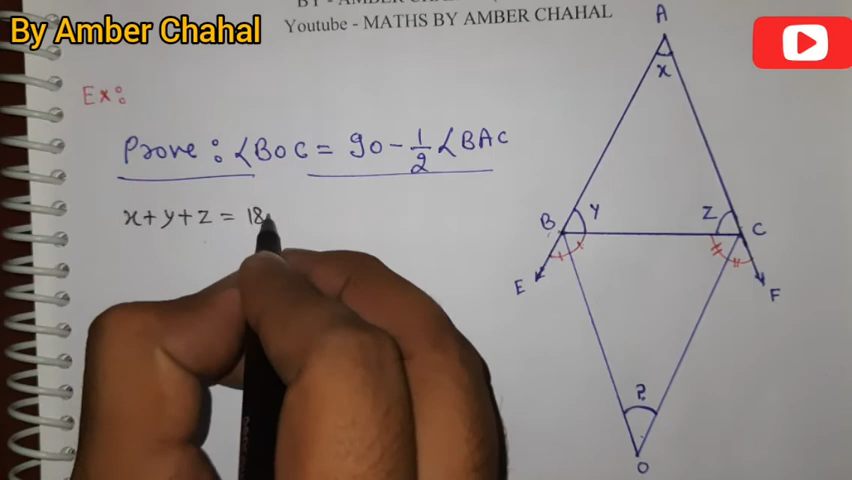 By Amber Chahal
Youtube - MATHS BY AMBER CHAHAL
Ex:
Prove : ∠BOC = 90 - 1/2 ∠BAC
x + y + z = 18
A
x
B
y
z
C
E
F
?
O